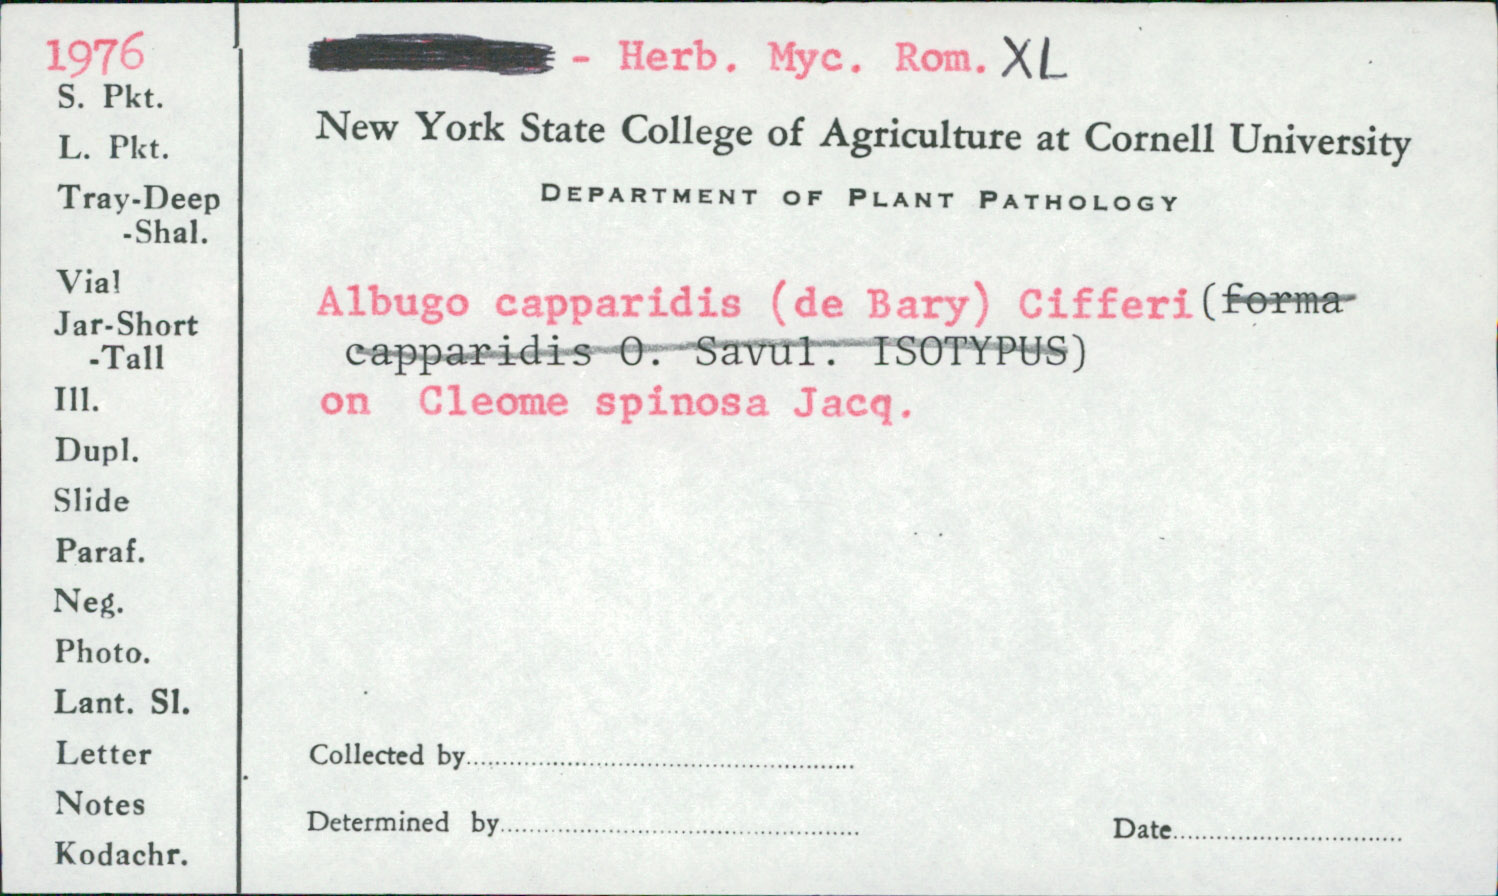 1976
S. Pkt.
L. Pkt.
Tray-Deep
-Shal.
Vial
Jar-Short
-Tall
Ill.
Dupl.
Slide
Paraf.
Neg.
Photo.
Lant. Sl.
Letter
Notes
Kodachr.
- Herb. Myc. Rom. XL
New York State College of Agriculture at Cornell University
DEPARTMENT OF PLANT PATHOLOGY
Albugo capparidis (de Bary) Cifferi (forma
capparidis O. Savul. ISOTYPUS)
on Cleome spinosa Jacq.
Collected by
Determined by
Date